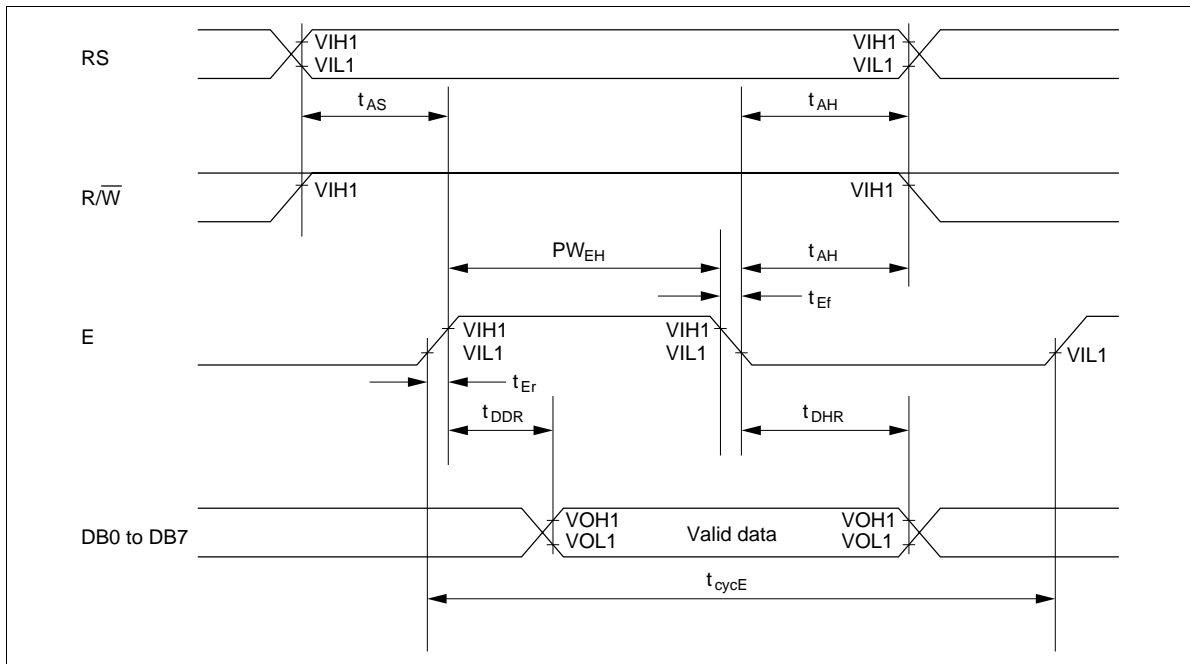 RS
VIH1
VIL1
VIH1
VIL1
tAS
tAH
R/W̅
VIH1
VIH1
PWEH
tAH
tEf
E
VIH1
VIL1
VIH1
VIL1
VIL1
tEr
tDDR
tDHR
DB0 to DB7
VOH1
VOL1
Valid data
VOH1
VOL1
tcycE